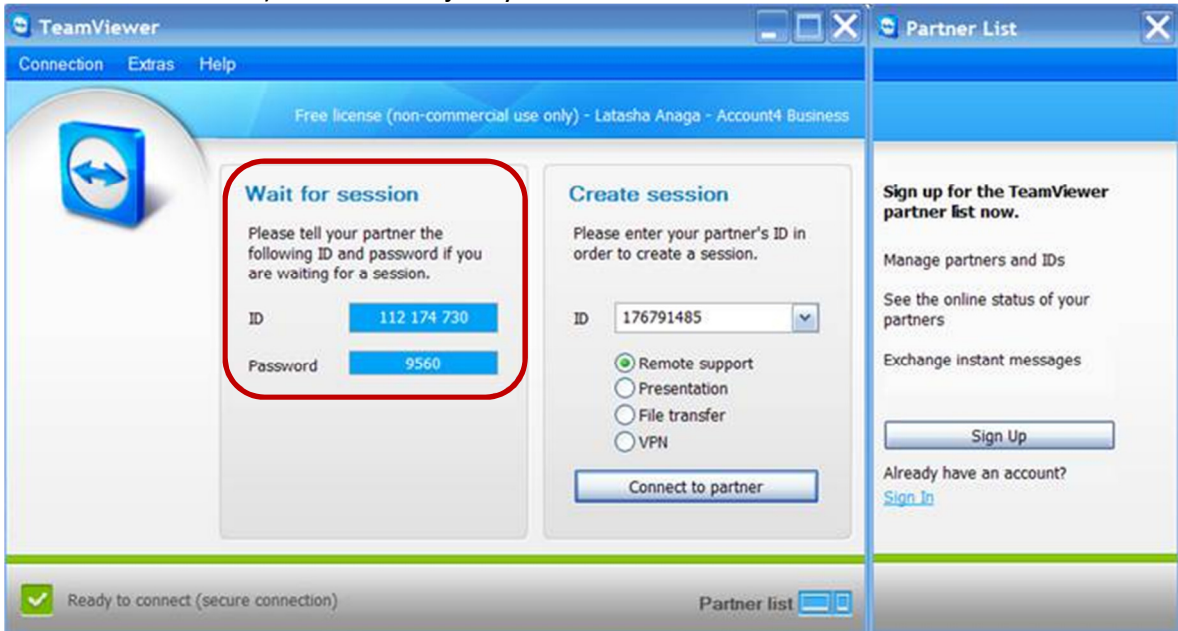 TeamViewer
Connection Extras Help
Free license (non-commercial use only) - Latasha Anaga - Account4 Business
Wait for session
Please tell your partner the
following ID and password if you
are waiting for a session.
ID 112 174 730
Password 9560
Create session
Please enter your partner's ID in
order to create a session.
ID 176791485
Remote support
Presentation
File transfer
VPN
Connect to partner
Ready to connect (secure connection)
Partner list
Partner List
Sign up for the TeamViewer
partner list now.
Manage partners and IDs
See the online status of your
partners
Exchange instant messages
Sign Up
Already have an account?
Sign In